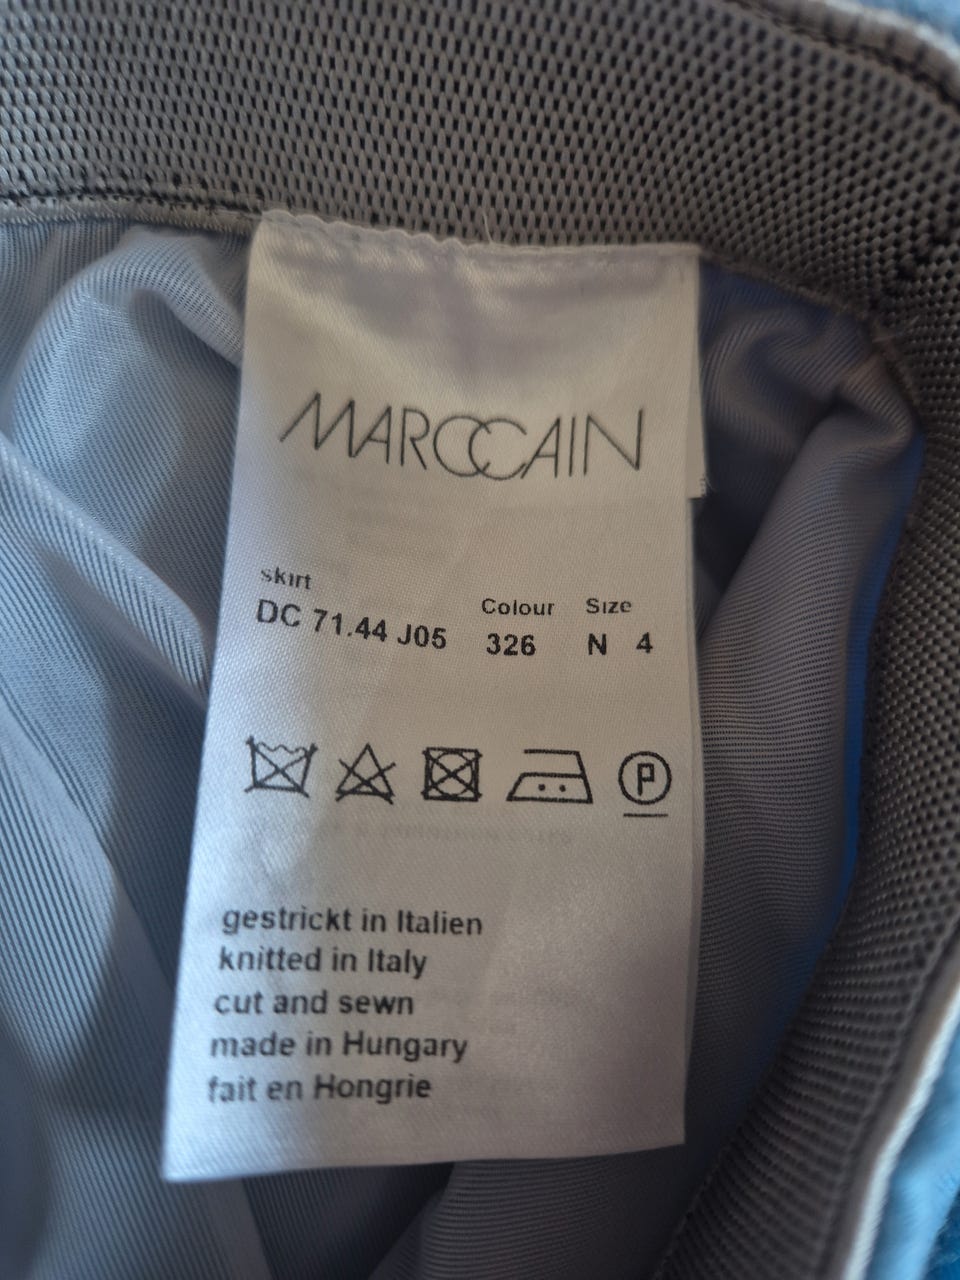 MARCCAIN
skirt
Colour Size
DC 71.44 J05 326 N 4
P
gestrickt in Italien
knitted in Italy
cut and sewn
made in Hungary
fait en Hongrie